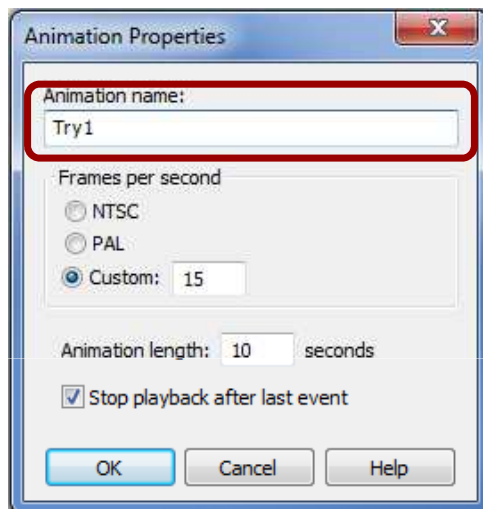 Animation Properties
Animation name:
Try1
Frames per second
NTSC
PAL
Custom: 15
Animation length: 10 seconds
Stop playback after last event
OK Cancel Help